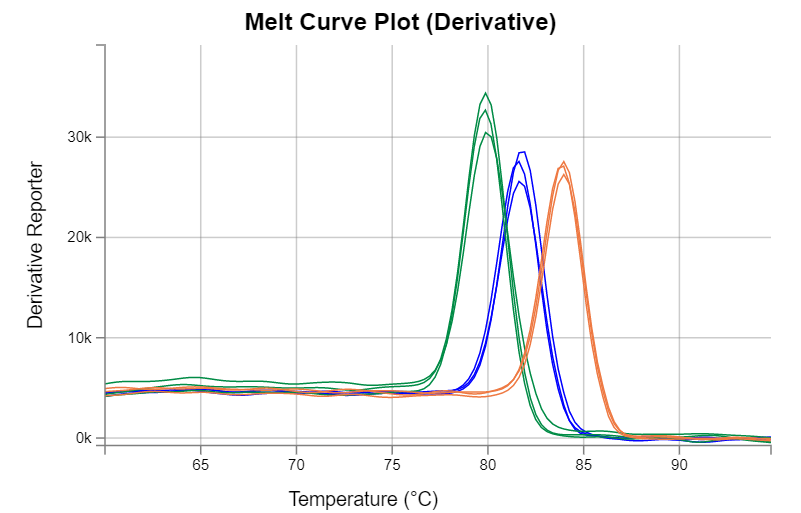 Melt Curve Plot (Derivative)
Derivative Reporter
30k
20k
10k
0k
65
70
75
80
85
90
Temperature (°C)